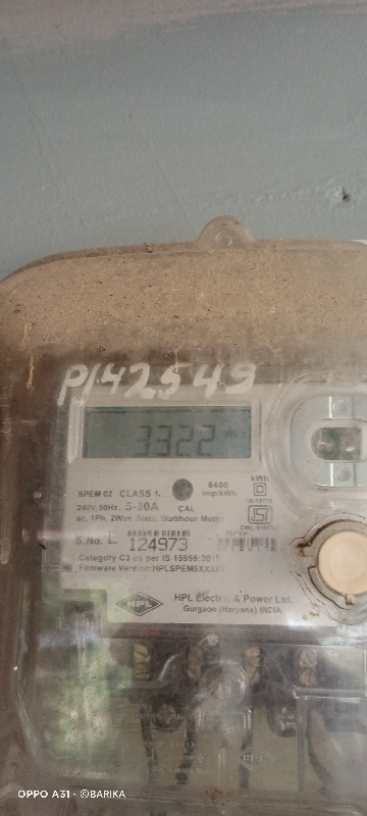 P142549
3322
SPEM 02 CLASS 1.
6400
imp/kWh
kWh
240V, 50Hz, 5-30A
CAL
ac, 1Ph, 2Wire Static Watthour Meter
S.No. L 124973
Category C3 as per IS 15959:201
Firmware Version:HPLSPEM5XXX
HPL
HPL Electric & Power Ltd.
Gurgaon (Haryana) INDIA
OPPO A31 · ©BARIKA